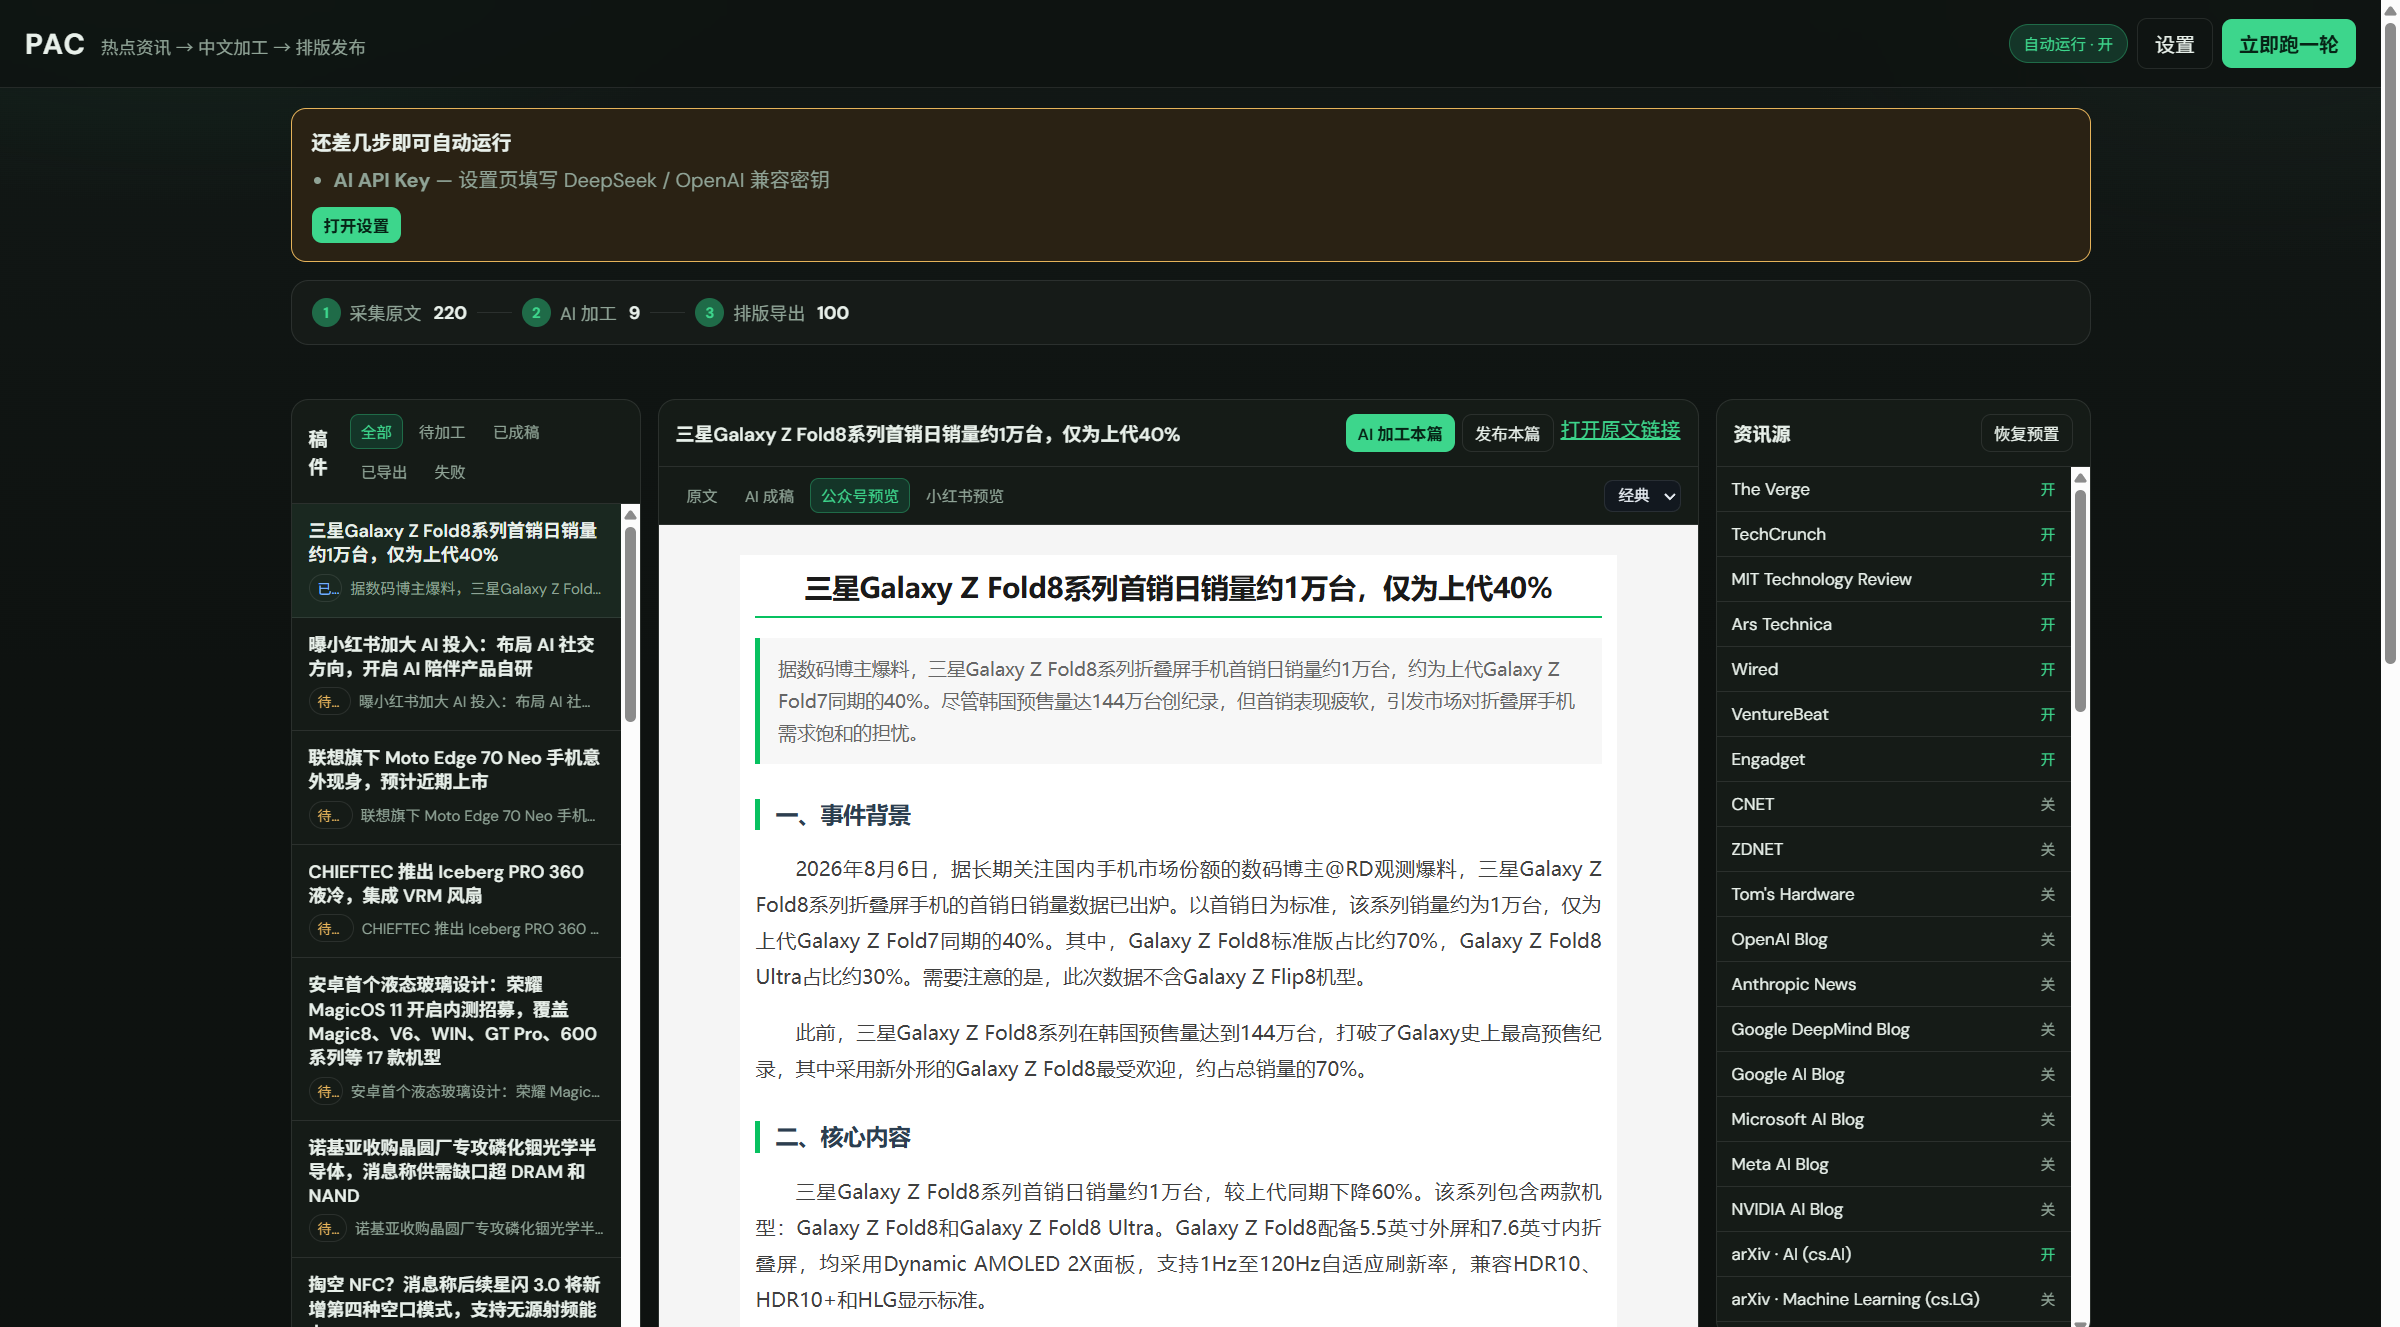 PAC 热点资讯 → 中文加工 → 排版发布
自动运行 · 开
设置
立即跑一轮
还差几步即可自动运行
• AI API Key — 设置页填写 DeepSeek / OpenAI 兼容密钥
打开设置
1 采集原文 220
2 AI 加工 9
3 排版导出 100
稿件
全部 待加工 已成稿
已导出 失败
三星Galaxy Z Fold8系列首销日销量
约1万台，仅为上代40%
已… 据数码博主爆料，三星Galaxy Z Fold…
曝小红书加大 AI 投入：布局 AI 社交
方向，开启 AI 陪伴产品自研
待… 曝小红书加大 AI 投入：布局 AI 社…
联想旗下 Moto Edge 70 Neo 手机意
外现身，预计近期上市
待… 联想旗下 Moto Edge 70 Neo 手机…
CHIEFTEC 推出 Iceberg PRO 360
液冷，集成 VRM 风扇
待… CHIEFTEC 推出 Iceberg PRO 360 …
安卓首个液态玻璃设计：荣耀
MagicOS 11 开启内测招募，覆盖
Magic8、V6、WIN、GT Pro、600
系列等 17 款机型
待… 安卓首个液态玻璃设计：荣耀 Magic…
诺基亚收购晶圆厂专攻磷化铟光学半
导体，消息称供需缺口超 DRAM 和
NAND
待… 诺基亚收购晶圆厂专攻磷化铟光学半…
掏空 NFC？消息称后续星闪 3.0 将新
增第四种空口模式，支持无源射频能
三星Galaxy Z Fold8系列首销日销量约1万台，仅为上代40%
AI 加工本篇
发布本篇
打开原文链接
原文 AI 成稿 公众号预览 小红书预览
经典
三星Galaxy Z Fold8系列首销日销量约1万台，仅为上代40%
据数码博主爆料，三星Galaxy Z Fold8系列折叠屏手机首销日销量约1万台，约为上代Galaxy Z
Fold7同期的40%。尽管韩国预售量达144万台创纪录，但首销表现疲软，引发市场对折叠屏手机
需求饱和的担忧。
一、事件背景
2026年8月6日，据长期关注国内手机市场份额的数码博主@RD观测爆料，三星Galaxy Z
Fold8系列折叠屏手机的首销日销量数据已出炉。以首销日为标准，该系列销量约为1万台，仅为
上代Galaxy Z Fold7同期的40%。其中，Galaxy Z Fold8标准版占比约70%，Galaxy Z Fold8
Ultra占比约30%。需要注意的是，此次数据不含Galaxy Z Flip8机型。
此前，三星Galaxy Z Fold8系列在韩国预售量达到144万台，打破了Galaxy史上最高预售纪
录，其中采用新外形的Galaxy Z Fold8最受欢迎，约占总销量的70%。
二、核心内容
三星Galaxy Z Fold8系列首销日销量约1万台，较上代同期下降60%。该系列包含两款机
型：Galaxy Z Fold8和Galaxy Z Fold8 Ultra。Galaxy Z Fold8配备5.5英寸外屏和7.6英寸内折
叠屏，均采用Dynamic AMOLED 2X面板，支持1Hz至120Hz自适应刷新率，兼容HDR10、
HDR10+和HLG显示标准。
资讯源
恢复预置
The Verge 开
TechCrunch 开
MIT Technology Review 开
Ars Technica 开
Wired 开
VentureBeat 开
Engadget 开
CNET 关
ZDNET 关
Tom's Hardware 关
OpenAI Blog 关
Anthropic News 关
Google DeepMind Blog 关
Google AI Blog 关
Microsoft AI Blog 关
Meta AI Blog 关
NVIDIA AI Blog 关
arXiv · AI (cs.AI) 开
arXiv · Machine Learning (cs.LG) 关